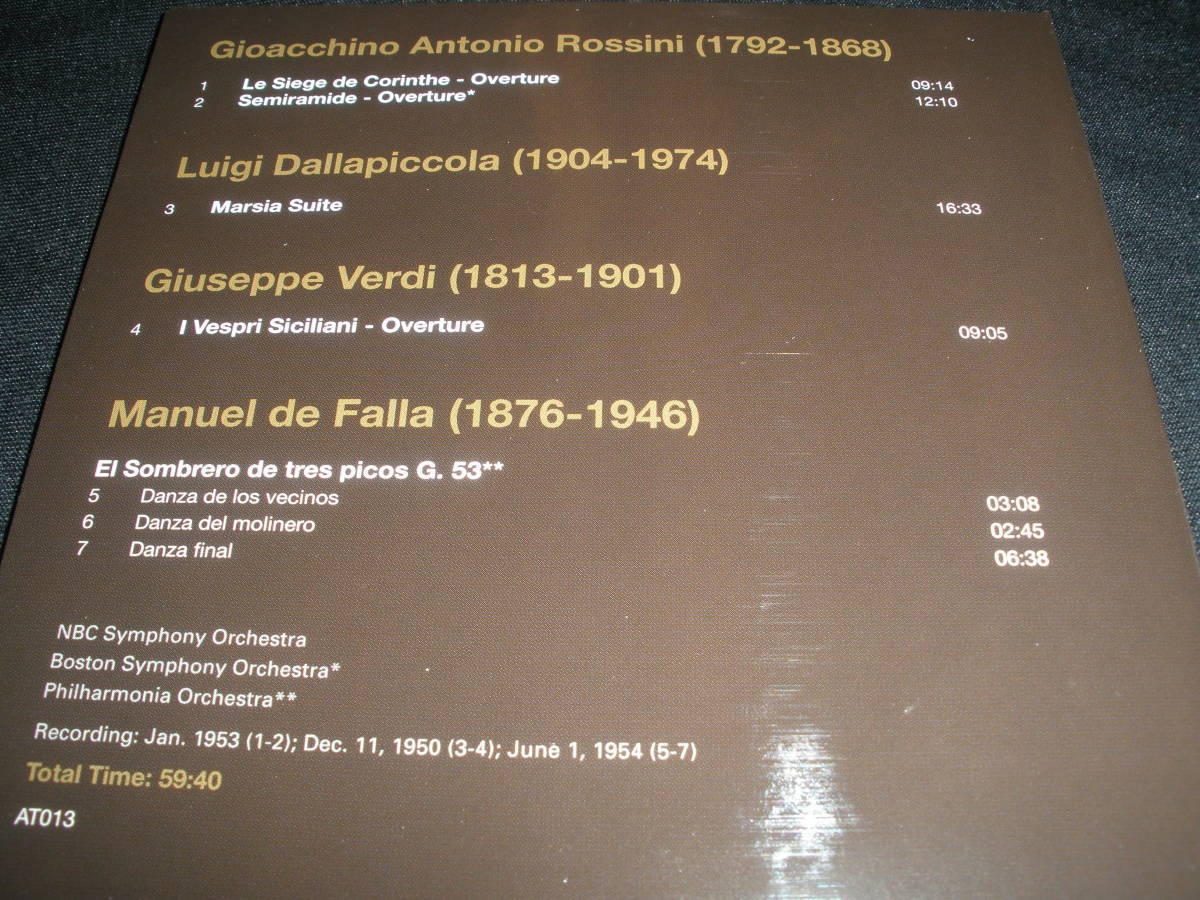 Gioacchino Antonio Rossini (1792-1868)
1 Le Siege de Corinthe - Overture 09:14
2 Semiramide - Overture* 12:10
Luigi Dallapiccola (1904-1974)
3 Marsia Suite 16:33
Giuseppe Verdi (1813-1901)
4 I Vespri Siciliani - Overture 09:05
Manuel de Falla (1876-1946)
El Sombrero de tres picos G. 53**
5 Danza de los vecinos 03:08
6 Danza del molinero 02:45
7 Danza final 06:38
NBC Symphony Orchestra
Boston Symphony Orchestra*
Philharmonia Orchestra**
Recording: Jan. 1953 (1-2); Dec. 11, 1950 (3-4); June 1, 1954 (5-7)
Total Time: 59:40
AT013